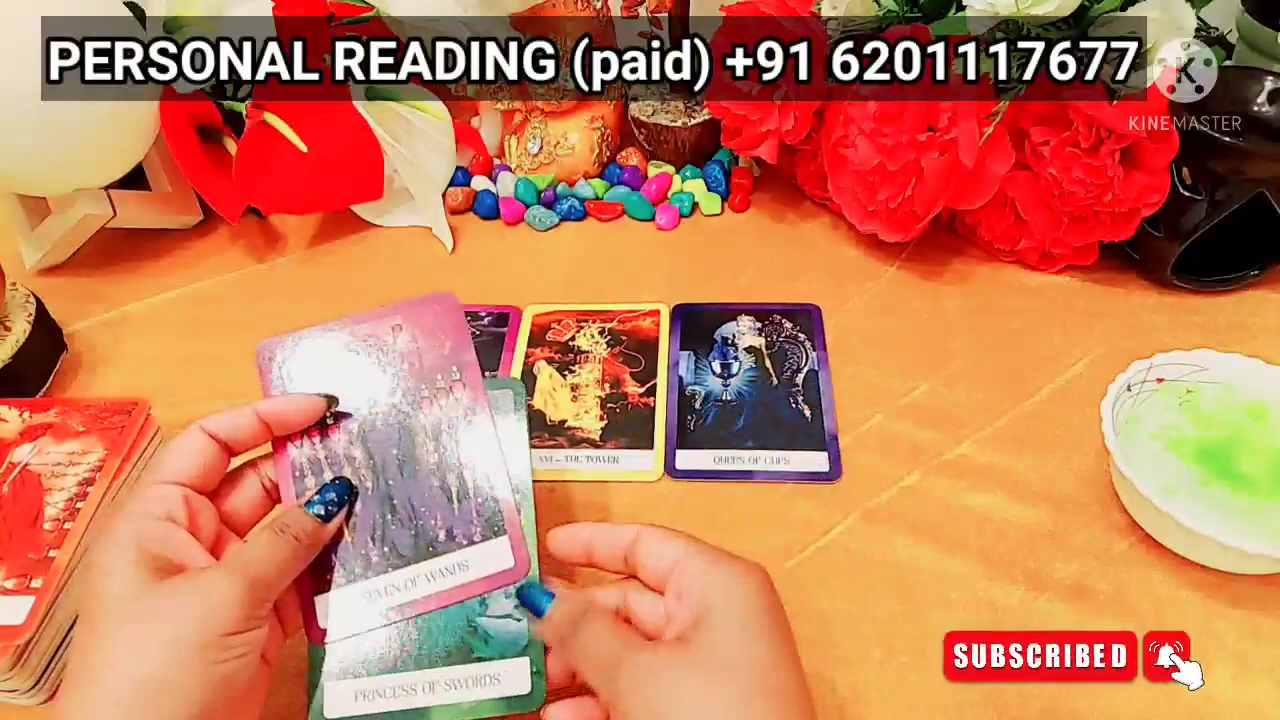 PERSONAL READING (paid) +91 6201117677
K
KINEMASTER
XVI – THE TOWER
QUEEN OF CUPS
SEVEN OF WANDS
PRINCESS OF SWORDS
SUBSCRIBED